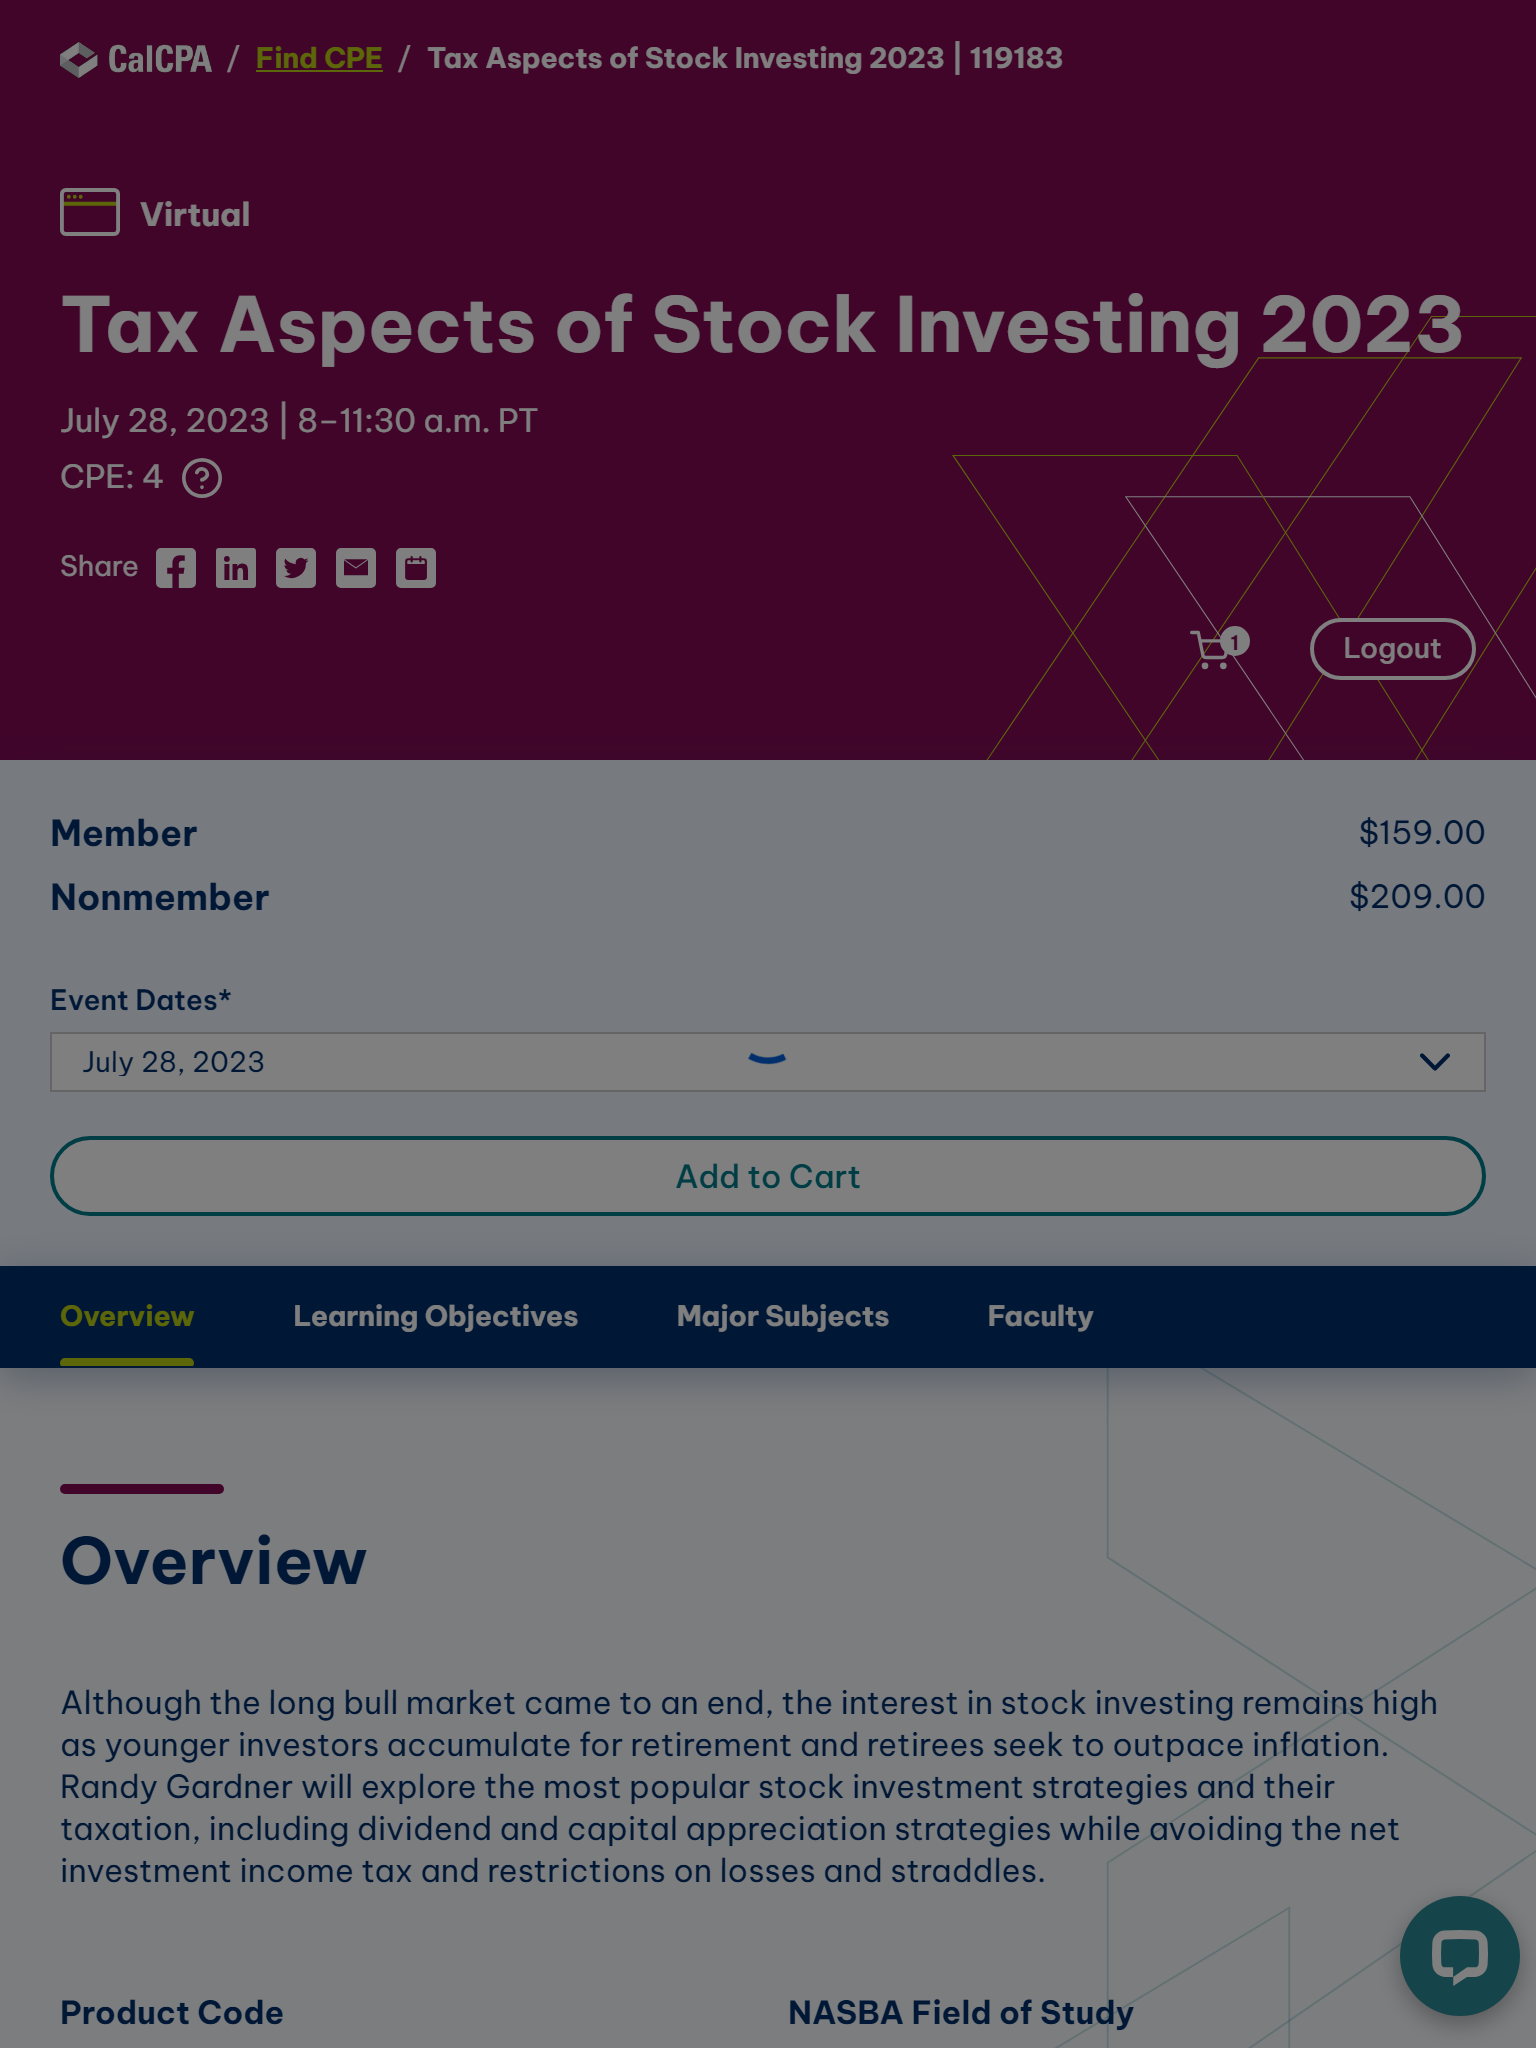 CalCPA / Find CPE / Tax Aspects of Stock Investing 2023 | 119183
Virtual
Tax Aspects of Stock Investing 2023
July 28, 2023 | 8–11:30 a.m. PT
CPE: 4 ?
Share
1
Logout
Member $159.00
Nonmember $209.00
Event Dates*
July 28, 2023
Add to Cart
Overview Learning Objectives Major Subjects Faculty
Overview
Although the long bull market came to an end, the interest in stock investing remains high
as younger investors accumulate for retirement and retirees seek to outpace inflation.
Randy Gardner will explore the most popular stock investment strategies and their
taxation, including dividend and capital appreciation strategies while avoiding the net
investment income tax and restrictions on losses and straddles.
Product Code NASBA Field of Study